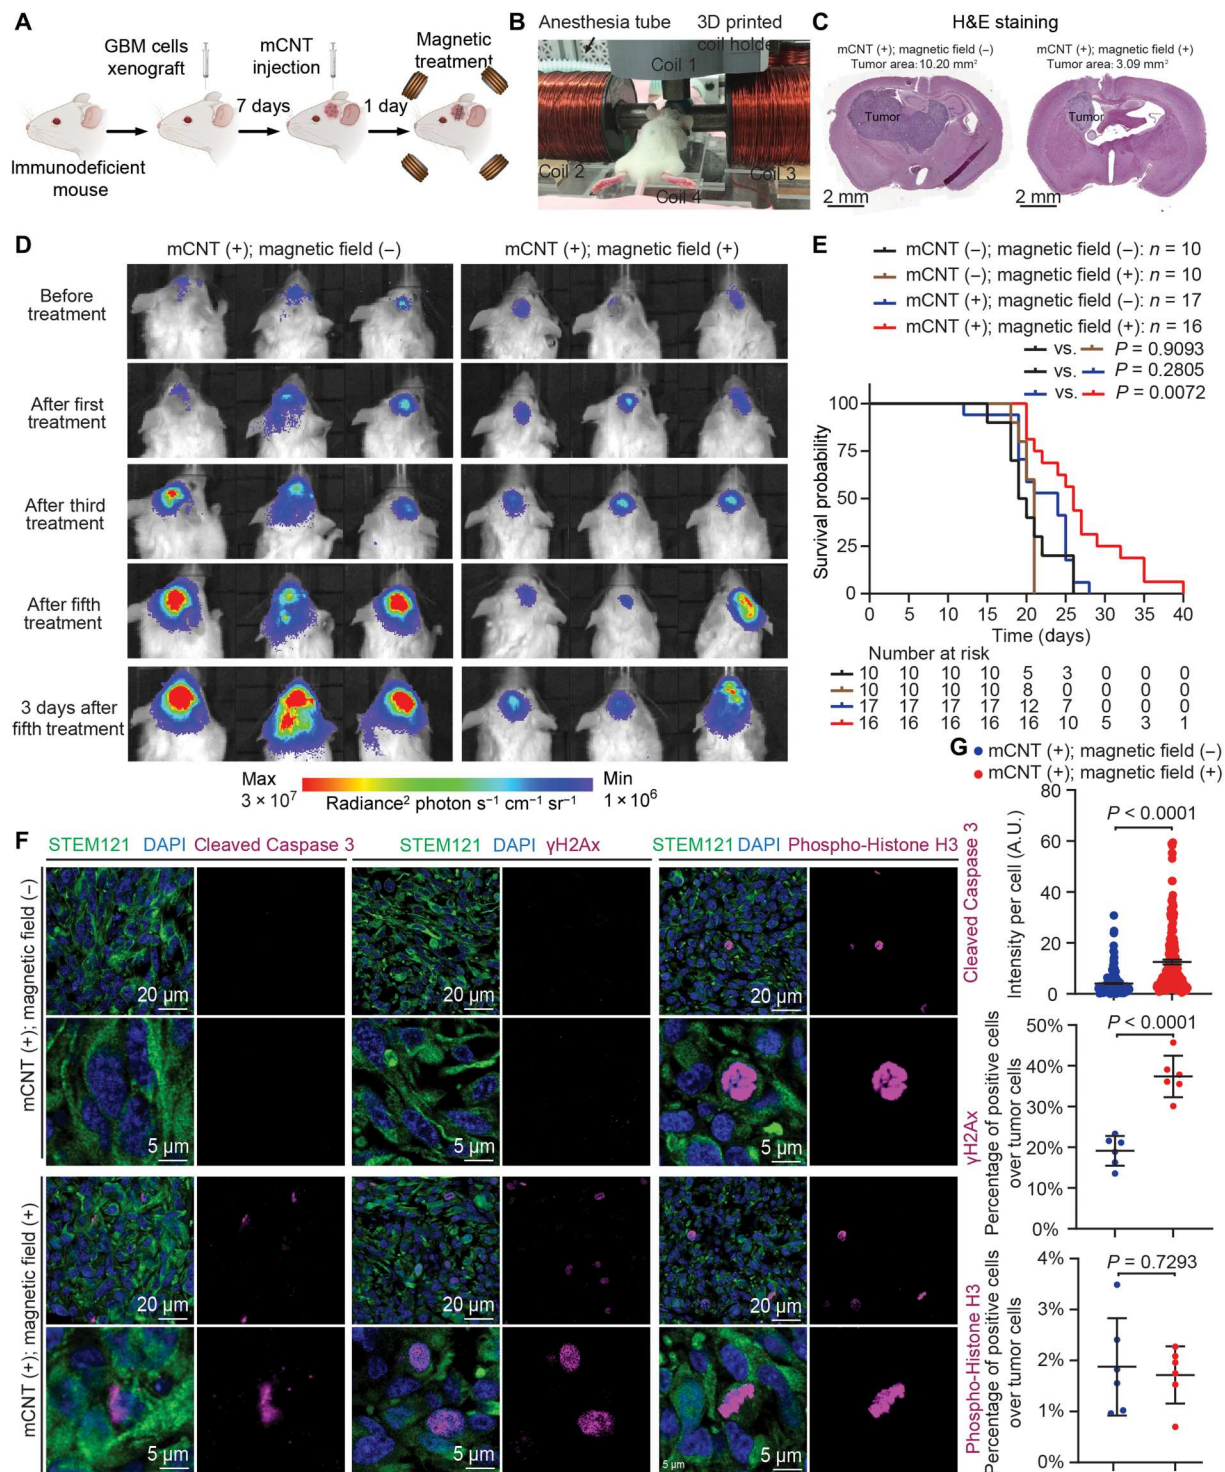 A
GBM cells
xenograft
mCNT
injection
Magnetic
treatment
7 days
1 day
Immunodeficient
mouse
B
Anesthesia tube
3D printed
coil holder
Coil 1
Coil 2
Coil 3
Coil 4
C
H&E staining
mCNT (+); magnetic field (–)
Tumor area: 10.20 mm²
mCNT (+); magnetic field (+)
Tumor area: 3.09 mm²
Tumor
Tumor
2 mm
2 mm
D
mCNT (+); magnetic field (–)
mCNT (+); magnetic field (+)
Before
treatment
After first
treatment
After third
treatment
After fifth
treatment
3 days after
fifth treatment
Max
3 × 10⁷
Radiance² photon s⁻¹ cm⁻¹ sr⁻¹
Min
1 × 10⁶
E
mCNT (–); magnetic field (–): n = 10
mCNT (–); magnetic field (+): n = 10
mCNT (+); magnetic field (–): n = 17
mCNT (+); magnetic field (+): n = 16
vs. P = 0.9093
vs. P = 0.2805
vs. P = 0.0072
Survival probability
100
75
50
25
0
0 5 10 15 20 25 30 35 40
Time (days)
Number at risk
10 10 10 10 5 3 0 0 0
10 10 10 10 8 0 0 0 0
17 17 17 17 12 7 0 0 0
16 16 16 16 16 10 5 3 1
F
STEM121 DAPI Cleaved Caspase 3
STEM121 DAPI γH2Ax
STEM121 DAPI Phospho-Histone H3
mCNT (+); magnetic field (–)
20 µm
20 µm
20 µm
5 µm
5 µm
5 µm
mCNT (+); magnetic field (+)
20 µm
20 µm
20 µm
5 µm
5 µm
5 µm
5 µm
G
mCNT (+); magnetic field (–)
mCNT (+); magnetic field (+)
Cleaved Caspase 3
Intensity per cell (A.U.)
80
60
40
20
0
P < 0.0001
γH2Ax
Percentage of positive cells
over tumor cells
50%
40%
30%
20%
10%
0%
P < 0.0001
Phospho-Histone H3
Percentage of positive cells
over tumor cells
4%
3%
2%
1%
0%
P = 0.7293